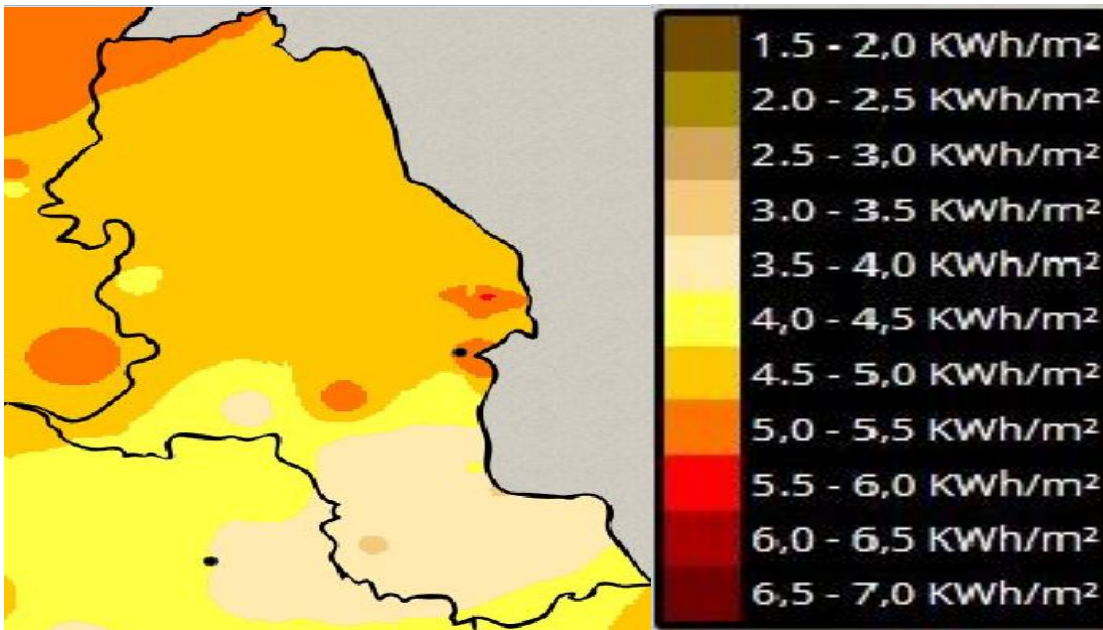 1.5 - 2,0 KWh/m²
2.0 - 2,5 KWh/m²
2.5 - 3,0 KWh/m²
3.0 - 3.5 KWh/m²
3.5 - 4,0 KWh/m²
4,0 - 4,5 KWh/m²
4.5 - 5,0 KWh/m²
5,0 - 5,5 KWh/m²
5.5 - 6,0 KWh/m²
6,0 - 6,5 KWh/m²
6,5 - 7,0 KWh/m²